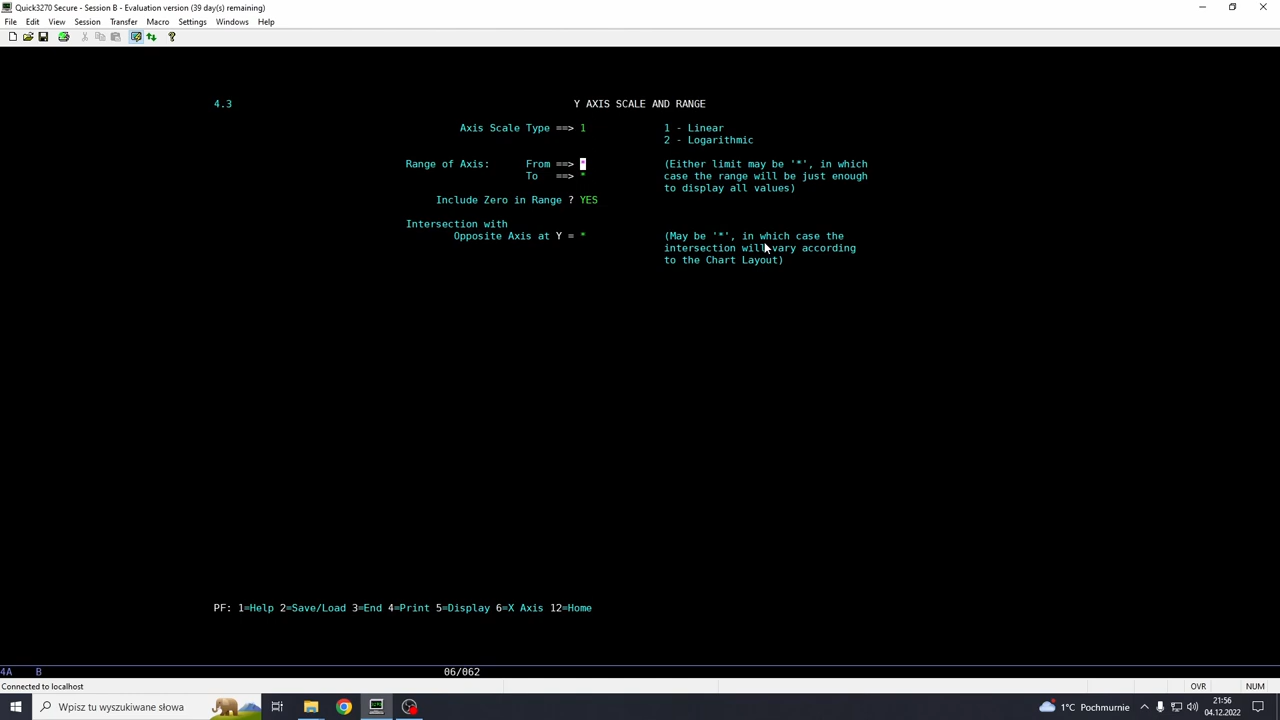 Quick3270 Secure - Session B - Evaluation version (39 day(s) remaining)
File Edit View Session Transfer Macro Settings Windows Help
4.3 Y AXIS SCALE AND RANGE
Axis Scale Type ==> 1 1 - Linear
2 - Logarithmic
Range of Axis: From ==> * (Either limit may be '*', in which
To ==> * case the range will be just enough
to display all values)
Include Zero in Range ? YES
Intersection with
Opposite Axis at Y = * (May be '*', in which case the
intersection will vary according
to the Chart Layout)
PF: 1=Help 2=Save/Load 3=End 4=Print 5=Display 6=X Axis 12=Home
4A B 06/062
Connected to localhost OVR NUM
Wpisz tu wyszukiwane słowa 1°C Pochmurnie 21:56
04.12.2022